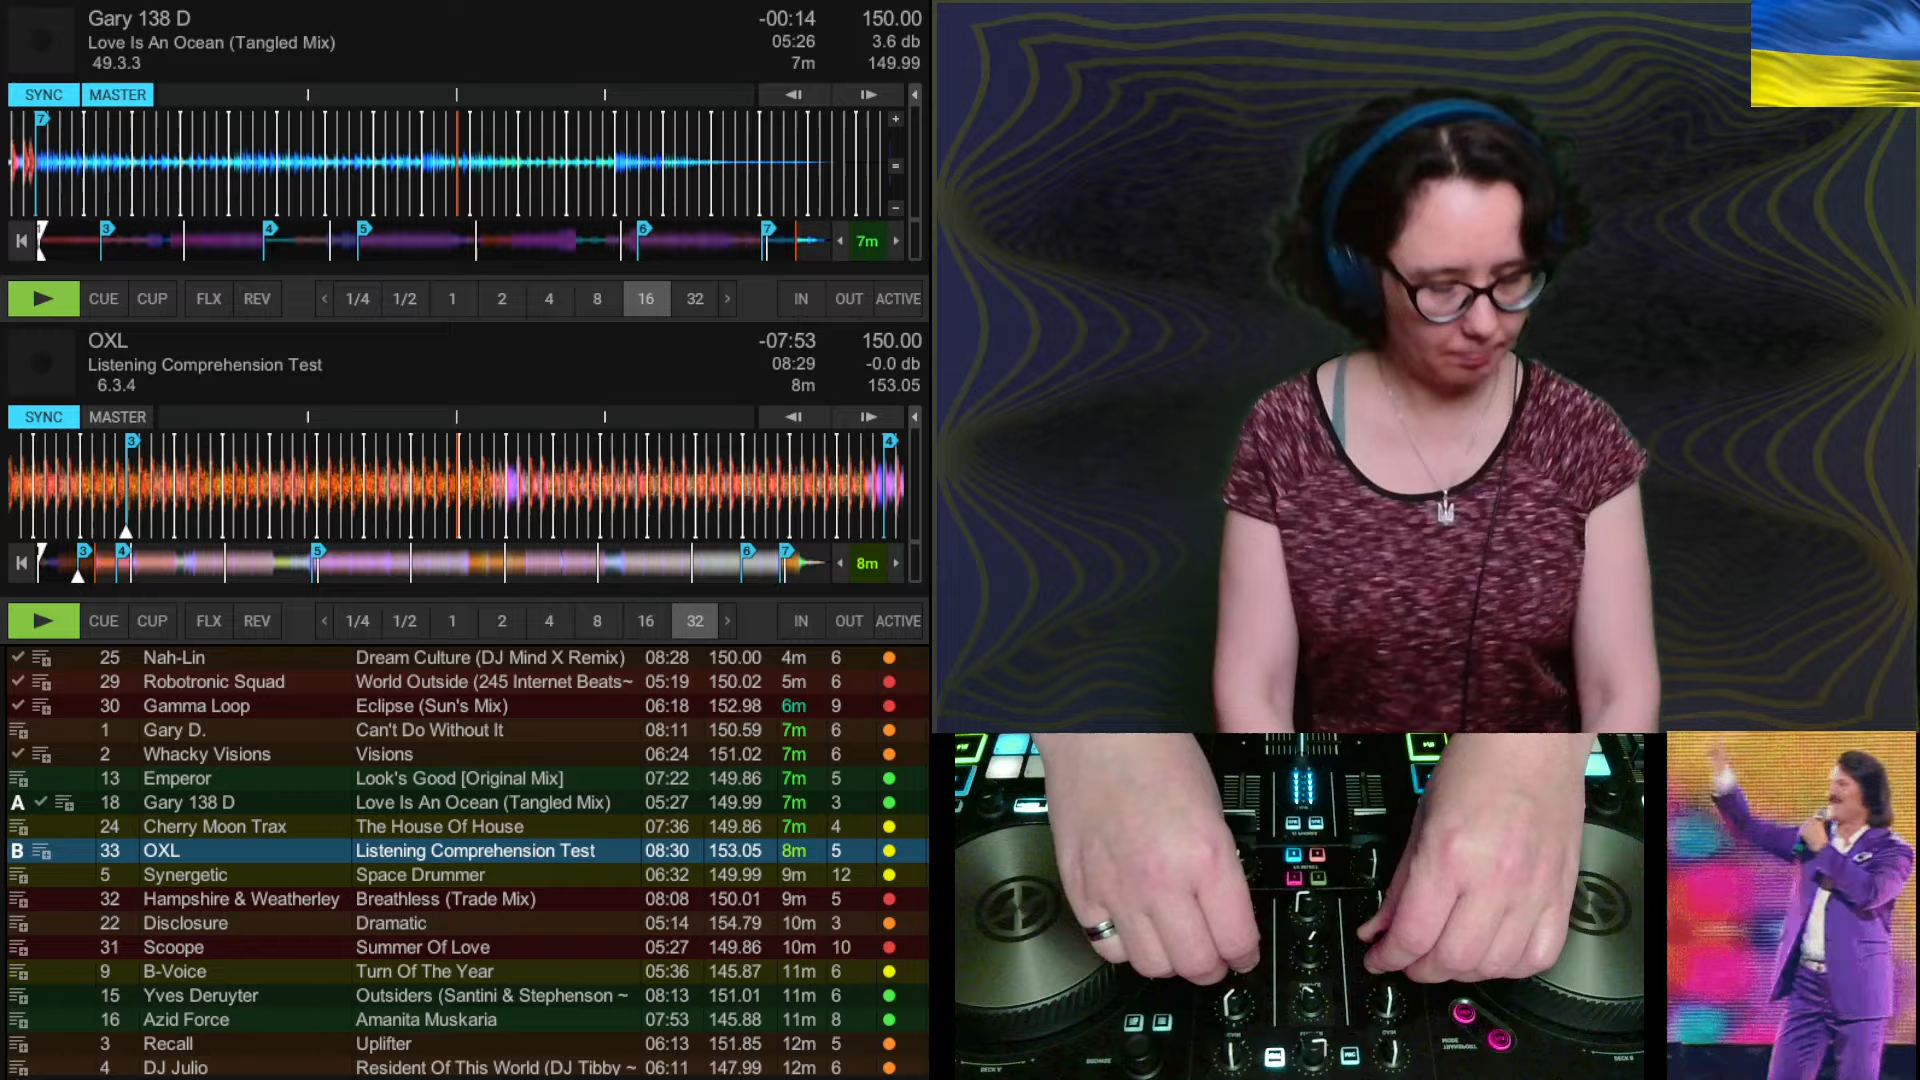 Gary 138 D -00:14 150.00
Love Is An Ocean (Tangled Mix) 05:26 3.6 db
49.3.3 7m 149.99
SYNC MASTER
7
3 4 5 6 7 7m
CUE CUP FLX REV 1/4 1/2 1 2 4 8 16 32 IN OUT ACTIVE
OXL -07:53 150.00
Listening Comprehension Test 08:29 -0.0 db
6.3.4 8m 153.05
SYNC MASTER
3 4
3 4 5 6 7 8m
CUE CUP FLX REV 1/4 1/2 1 2 4 8 16 32 IN OUT ACTIVE
25 Nah-Lin Dream Culture (DJ Mind X Remix) 08:28 150.00 4m 6
29 Robotronic Squad World Outside (245 Internet Beats~ 05:19 150.02 5m 6
30 Gamma Loop Eclipse (Sun's Mix) 06:18 152.98 6m 9
1 Gary D. Can't Do Without It 08:11 150.59 7m 6
2 Whacky Visions Visions 06:24 151.02 7m 6
13 Emperor Look's Good [Original Mix] 07:22 149.86 7m 5
A 18 Gary 138 D Love Is An Ocean (Tangled Mix) 05:27 149.99 7m 3
24 Cherry Moon Trax The House Of House 07:36 149.86 7m 4
B 33 OXL Listening Comprehension Test 08:30 153.05 8m 5
5 Synergetic Space Drummer 06:32 149.99 9m 12
32 Hampshire & Weatherley Breathless (Trade Mix) 08:08 150.01 9m 5
22 Disclosure Dramatic 05:14 154.79 10m 3
31 Scoope Summer Of Love 05:27 149.86 10m 10
9 B-Voice Turn Of The Year 05:36 145.87 11m 6
15 Yves Deruyter Outsiders (Santini & Stephenson ~ 08:13 151.01 11m 6
16 Azid Force Amanita Muskaria 07:53 145.88 11m 8
3 Recall Uplifter 06:13 151.85 12m 5
4 DJ Julio Resident Of This World (DJ Tibby ~ 06:11 147.99 12m 6